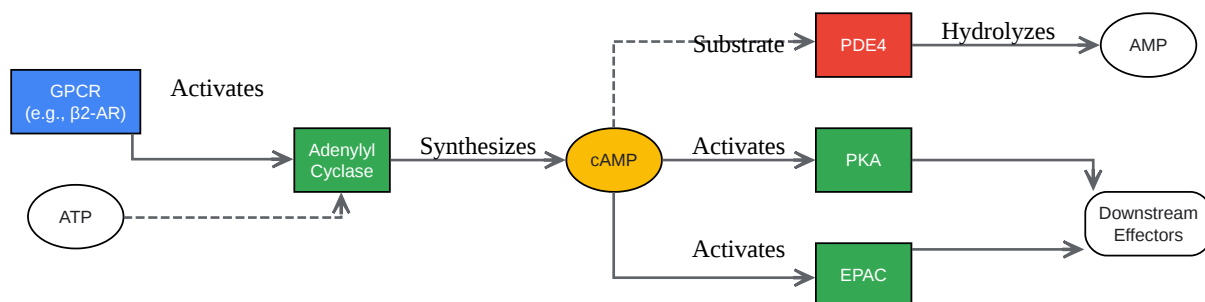 Substrate
PDE4
Hydrolyzes
AMP
GPCR
(e.g., β2-AR)
Activates
Adenylyl
Cyclase
Synthesizes
cAMP
Activates
PKA
ATP
Downstream
Effectors
Activates
EPAC